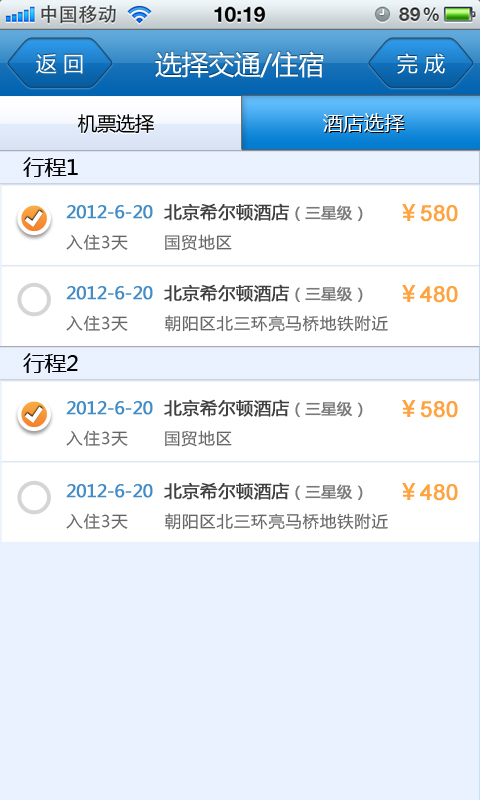 中国移动 10:19 89%
返回 选择交通/住宿 完成
机票选择 酒店选择
行程1
2012-6-20 北京希尔顿酒店(三星级) ¥580
入住3天 国贸地区
2012-6-20 北京希尔顿酒店(三星级) ¥480
入住3天 朝阳区北三环亮马桥地铁附近
行程2
2012-6-20 北京希尔顿酒店(三星级) ¥580
入住3天 国贸地区
2012-6-20 北京希尔顿酒店(三星级) ¥480
入住3天 朝阳区北三环亮马桥地铁附近